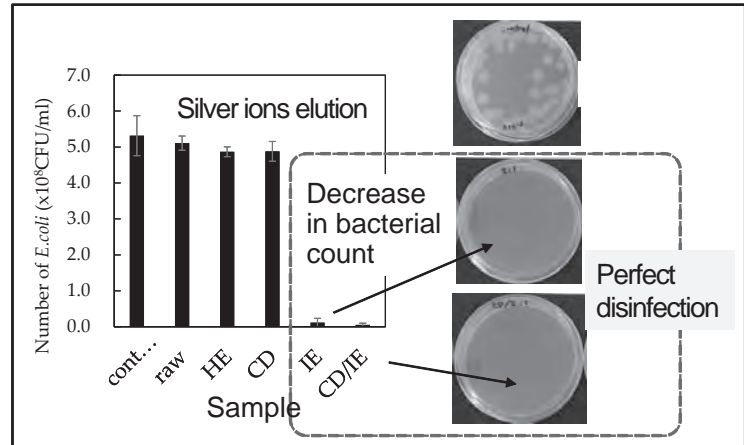 7.0
6.0
5.0
4.0
3.0
2.0
1.0
0.0
Number of E.coli (x10⁸CFU/ml)
Silver ions elution
Decrease
in bacterial
count
Perfect
disinfection
cont…
raw
HE
CD
IE
CD/IE
Sample